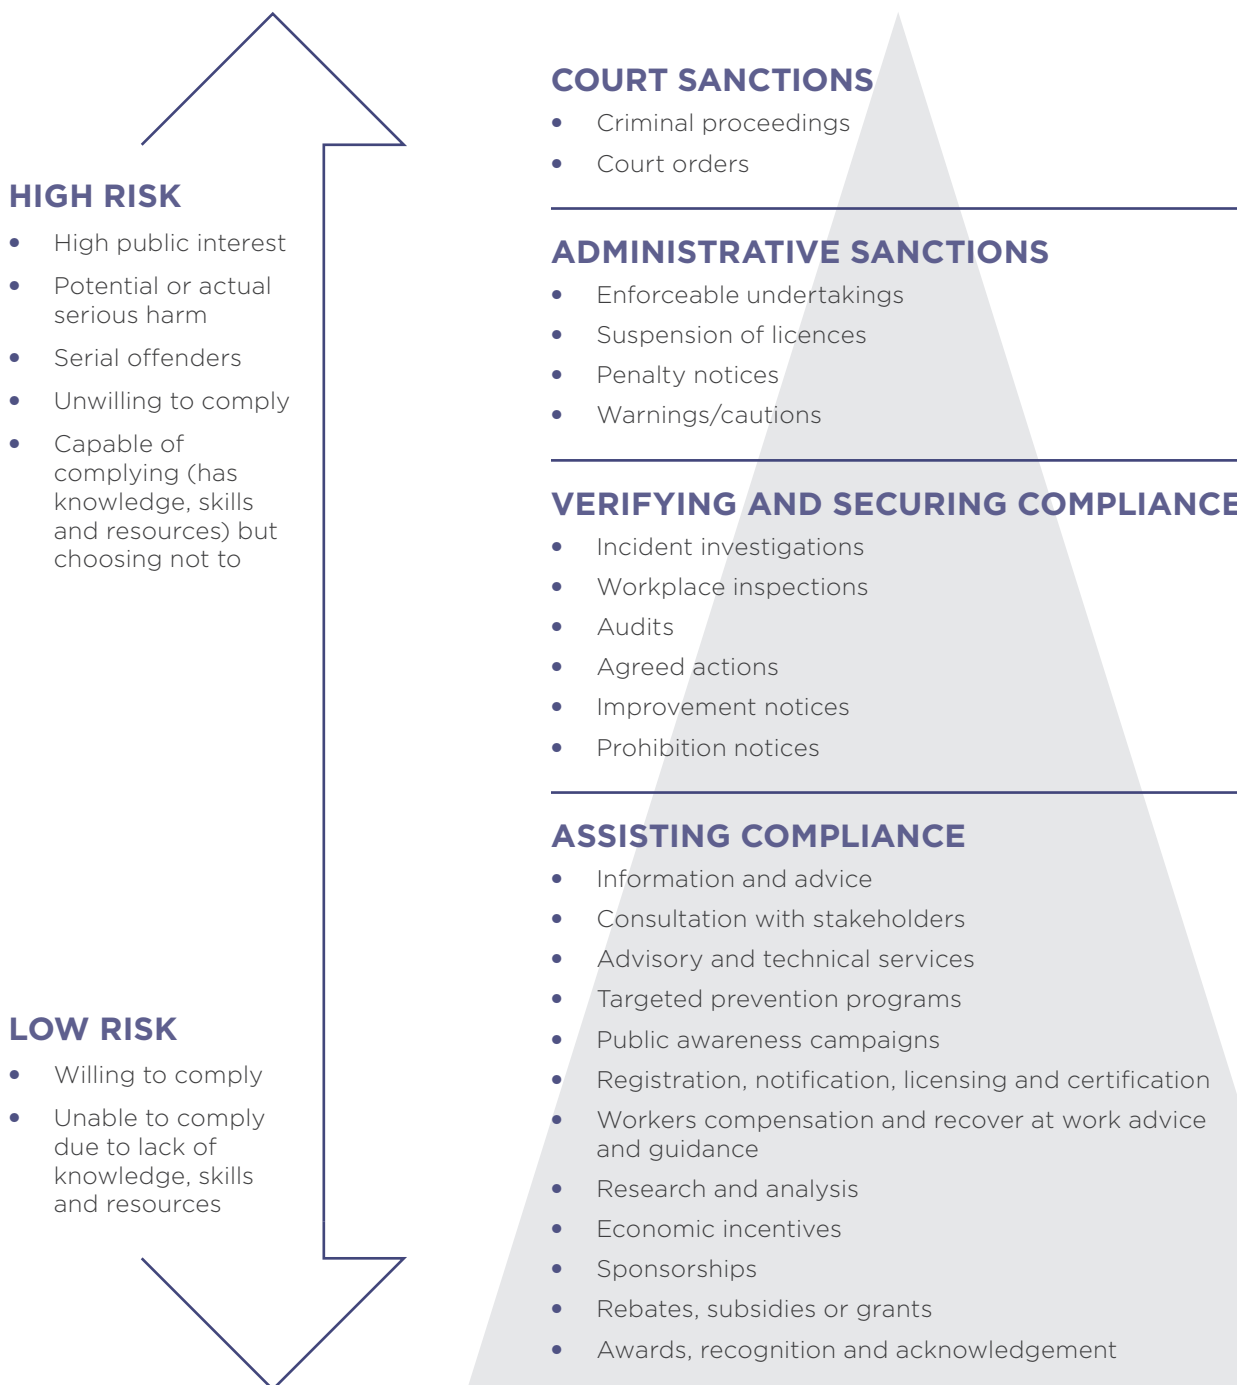 HIGH RISK
• High public interest
• Potential or actual
serious harm
• Serial offenders
• Unwilling to comply
• Capable of
complying (has
knowledge, skills
and resources) but
choosing not to
LOW RISK
• Willing to comply
• Unable to comply
due to lack of
knowledge, skills
and resources
COURT SANCTIONS
• Criminal proceedings
• Court orders
ADMINISTRATIVE SANCTIONS
• Enforceable undertakings
• Suspension of licences
• Penalty notices
• Warnings/cautions
VERIFYING AND SECURING COMPLIANCE
• Incident investigations
• Workplace inspections
• Audits
• Agreed actions
• Improvement notices
• Prohibition notices
ASSISTING COMPLIANCE
• Information and advice
• Consultation with stakeholders
• Advisory and technical services
• Targeted prevention programs
• Public awareness campaigns
• Registration, notification, licensing and certification
• Workers compensation and recover at work advice
and guidance
• Research and analysis
• Economic incentives
• Sponsorships
• Rebates, subsidies or grants
• Awards, recognition and acknowledgement